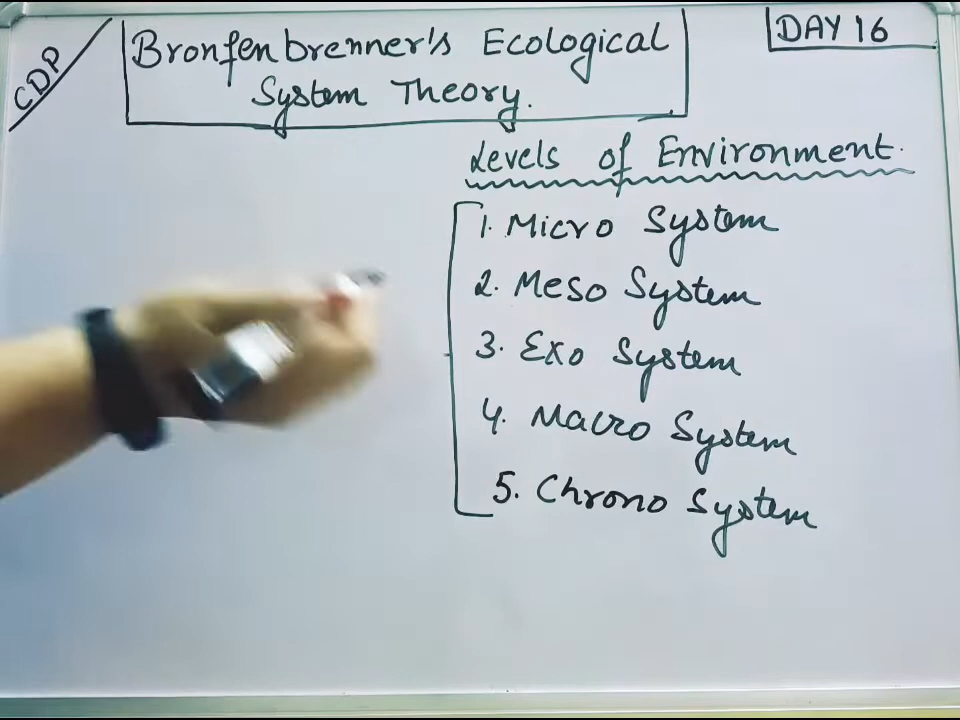 CDP
Bronfenbrenner's Ecological
System Theory.
DAY 16
Levels of Environment.
1. Micro System
2. Meso System
3. Exo System
4. Macro System
5. Chrono System